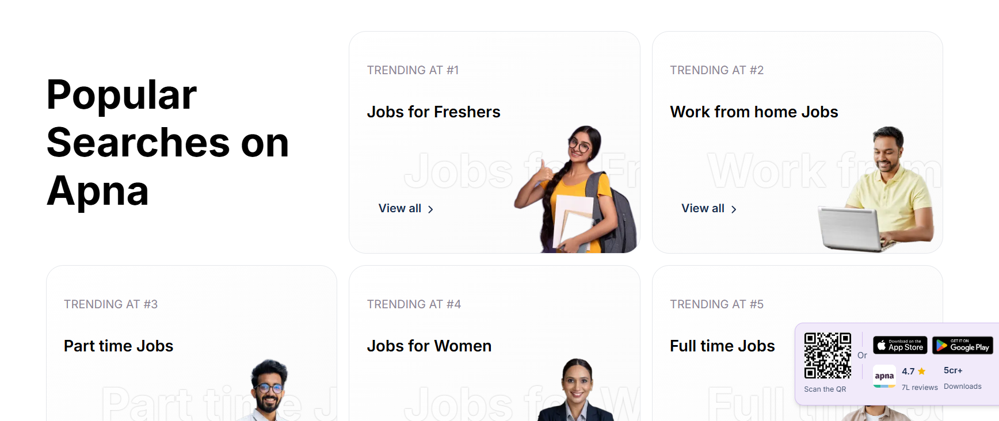 Popular
Searches on
Apna
TRENDING AT #1
Jobs for Freshers
Jobs for Fr
View all
TRENDING AT #2
Work from home Jobs
Work from
View all
TRENDING AT #3
Part time Jobs
Part time J
TRENDING AT #4
Jobs for Women
Jobs for W
TRENDING AT #5
Full time Jobs
Full time Jo
Scan the QR
Or
Download on the
App Store
GET IT ON
Google Play
apna
4.7
7L reviews
5cr+
Downloads